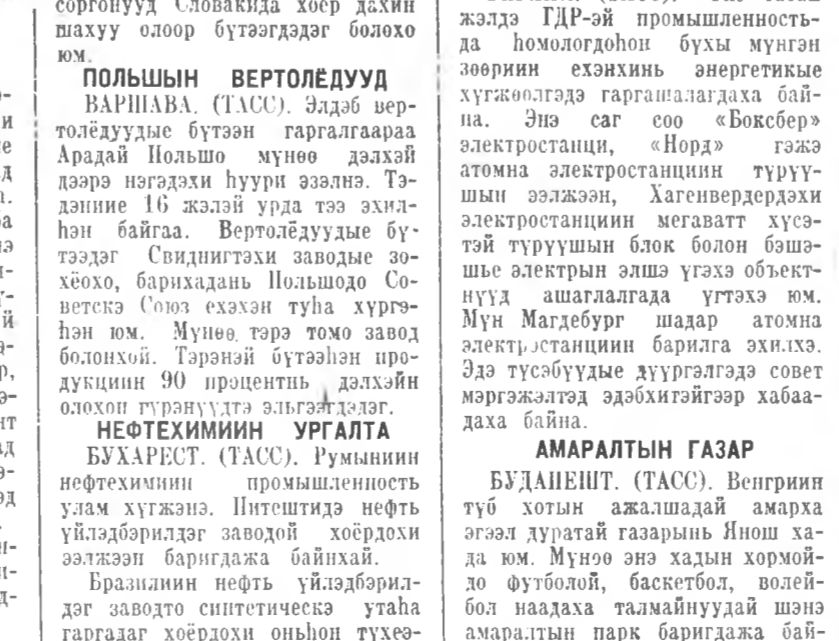 соргонууд Словакида хоёр дахин
шахуу олоор бүтээгдэдэг болохо
юм.
ПОЛЬШЫН ВЕРТОЛЁДУУД
ВАРШАВА. (ТАСС). Элдэб вер-
толёдуудые бүтээн гаргалгаараа
Арадай Польшо мүнөө дэлхэй
дээрэ нэгэдэхи һуури эзэлнэ. Тэ-
дэниие 16 жэлэй урда тээ эхил-
һэн байгаа. Вертолёдуудые бү-
тээдэг Свиднигтэхи заводые зо-
хёохо, барихадань Польшодо Со-
ветскэ Союз ехэхэн туһа хүргэ-
һэн юм. Мүнөө тэрэ томо завод
болонхой. Тэрэнэй бүтээһэн про-
дукциин 90 процентнь дэлхэйн
олохон гүрэнүүдтэ эльгээгдэдэг.
НЕФТЕХИМИИН УРГАЛТА
БУХАРЕСТ. (ТАСС). Румыниин
нефтехимиин промышленность
улам хүгжэнэ. Питештидэ нефть
үйлэдбэрилдэг заводой хоёрдохи
ээлжээн баригдажа байнхай.
Бразилиин нефть үйлэдбэрил-
дэг заводто синтетическэ утаһа
гаргадаг хоёрдохи оньһон түхеэ-
жэлдэ ГДР-эй промышленность-
да һомологдоһон бүхы мүнгэн
зөөриин ехэнхинь энергетикые
хүгжөөлгэдэ гаргашалагдаха бай-
на. Энэ саг соо «Боксбер»
электростанци, «Норд» гэжэ
атомна электростанциин түрүү-
шын ээлжээн, Хагенвердердэхи
электростанциин мегаватт хүсэ-
тэй түрүүшын блок болон бэшэ-
шье электрын элшэ үгэхэ объект-
нүүд ашаглалгада үгтэхэ юм.
Мүн Магдебург шадар атомна
электростанциин барилга эхилхэ.
Эдэ түсэбүүдые дүүргэлгэдэ совет
мэргэжэлтэд эдэбхигэйгээр хабаа-
даха байна.
АМАРАЛТЫН ГАЗАР
БУДАПЕШТ. (ТАСС). Венгриин
түб хотын ажалшадай амарха
эгээл дуратай газарынь Янош ха-
да юм. Мүнөө энэ хадын хормой-
до футболой, баскетбол, волей-
бол наадаха талмайнуудай шэнэ
амаралтын парк баригдажа бай-